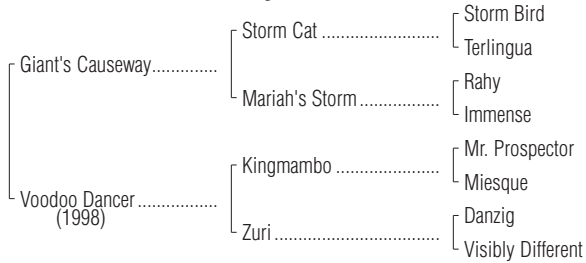 Storm Bird
Storm Cat ......................
Terlingua
Giant's Causeway..............
Rahy
Mariah's Storm ...............
Immense
Mr. Prospector
Kingmambo ...................
Miesque
Voodoo Dancer.................
(1998)
Danzig
Zuri ................................
Visibly Different